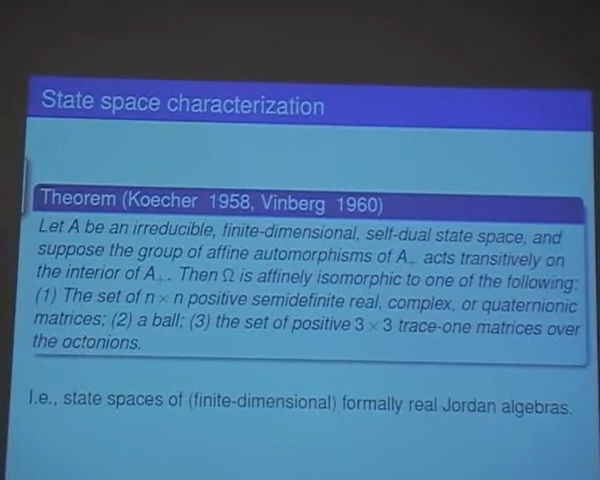 State space characterization
Theorem (Koecher 1958, Vinberg 1960)
Let A be an irreducible, finite-dimensional, self-dual state space, and
suppose the group of affine automorphisms of A₊ acts transitively on
the interior of A₊. Then Ω is affinely isomorphic to one of the following:
(1) The set of n × n positive semidefinite real, complex, or quaternionic
matrices; (2) a ball; (3) the set of positive 3 × 3 trace-one matrices over
the octonions.
I.e., state spaces of (finite-dimensional) formally real Jordan algebras.